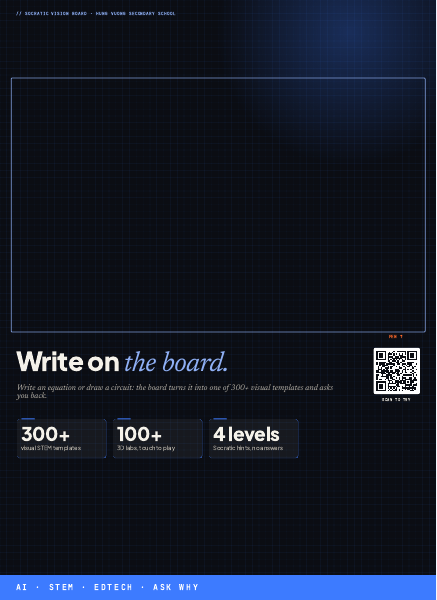 // SOCRATIC VISION BOARD · HUNG VUONG SECONDARY SCHOOL
Write on the board.
Write an equation or draw a circuit: the board turns it into one of 300+ visual templates and asks
you back.
SCAN TO TRY
300+
visual STEM templates
100+
3D labs, touch to play
4 levels
Socratic hints, no answers
AI · STEM · EDTECH · ASK WHY